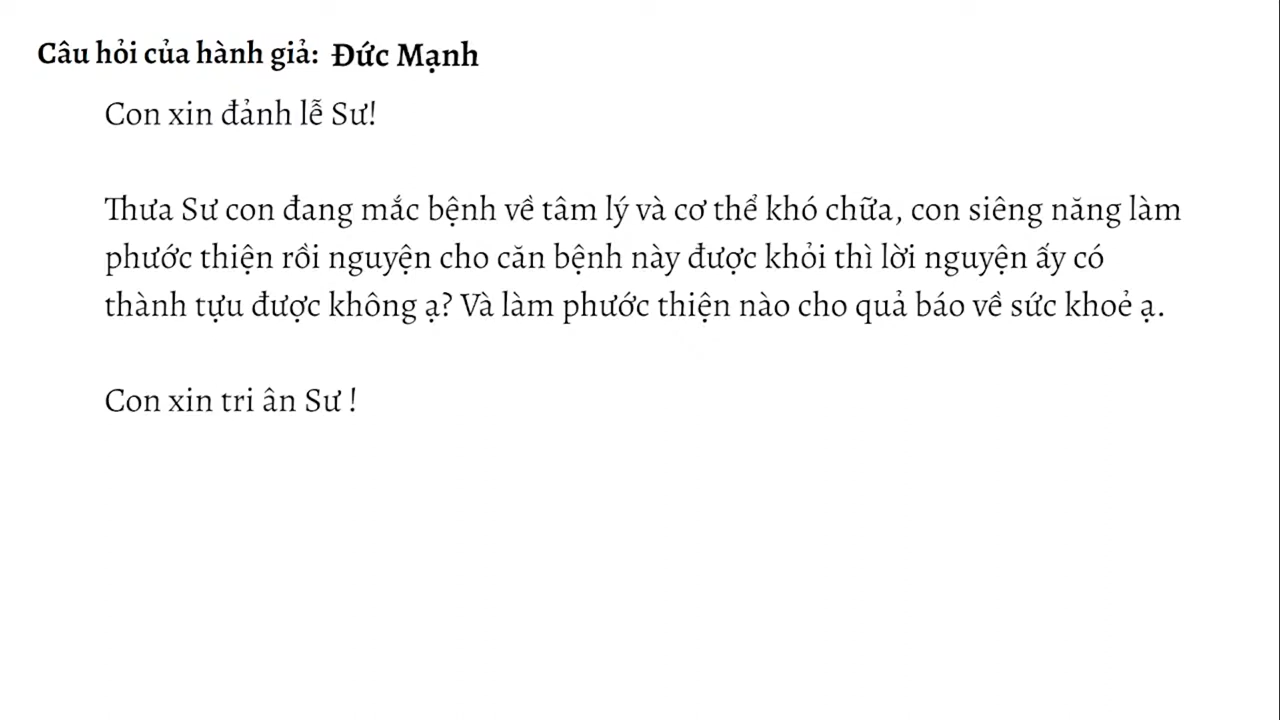 Câu hỏi của hành giả: Đức Mạnh
Con xin đảnh lễ Sư!
Thưa Sư con đang mắc bệnh về tâm lý và cơ thể khó chữa, con siêng năng làm
phước thiện rồi nguyện cho căn bệnh này được khỏi thì lời nguyện ấy có
thành tựu được không ạ? Và làm phước thiện nào cho quả báo về sức khoẻ ạ.
Con xin tri ân Sư !